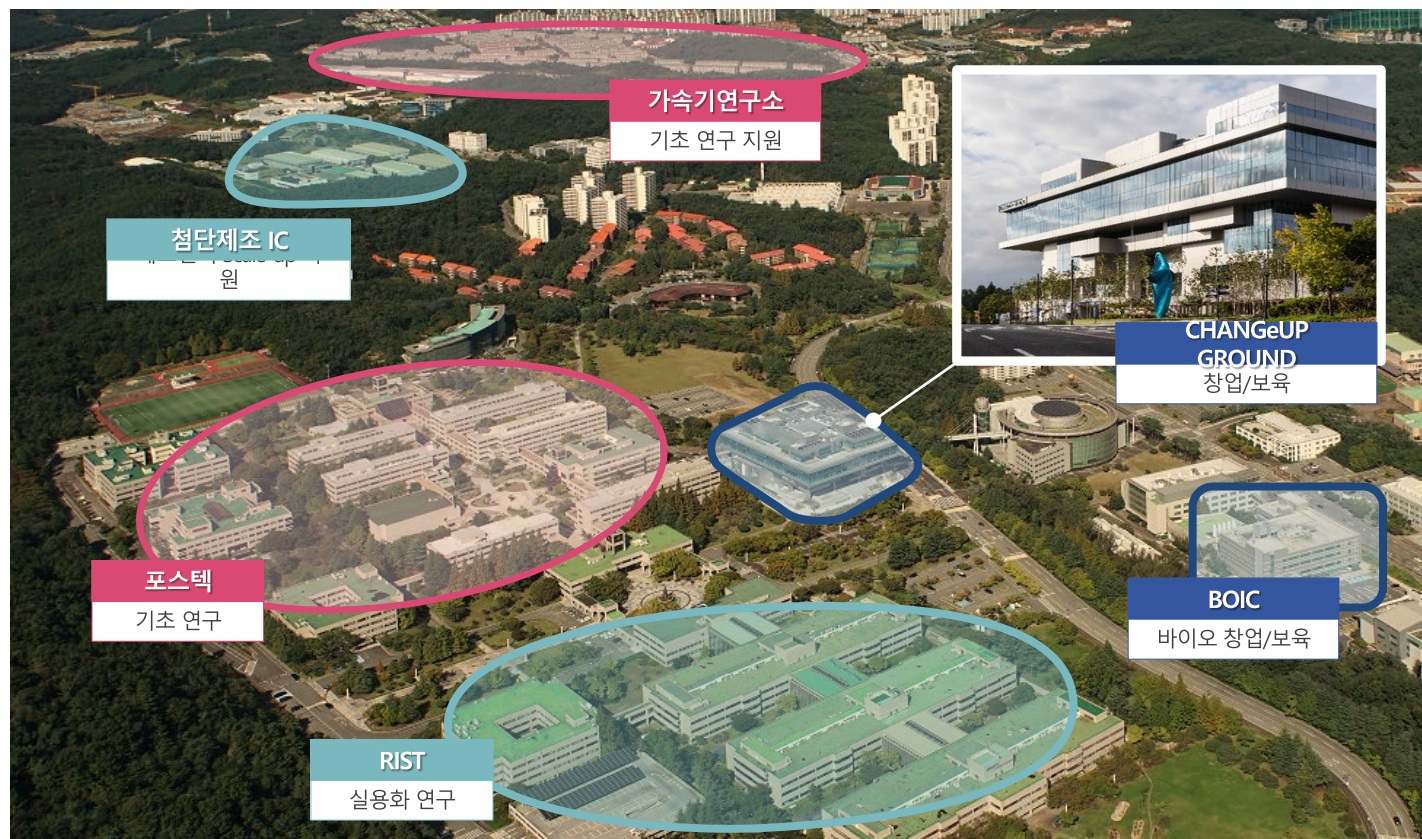 가속기연구소
기초 연구 지원
첨단제조 IC
원
CHANGeUP
GROUND
창업/보육
포스텍
기초 연구
BOIC
바이오 창업/보육
RIST
실용화 연구